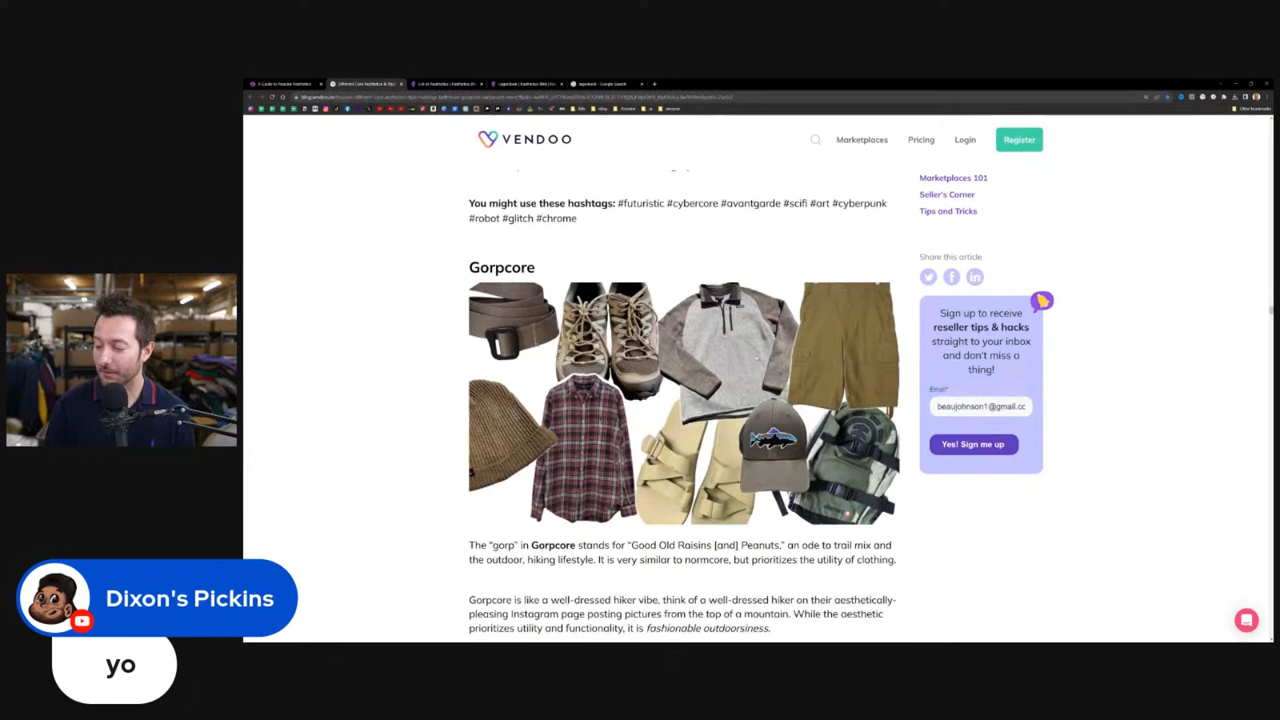 VENDOO
Marketplaces
Pricing
Login
Register
You might use these hashtags: #futuristic #cybercore #avantgarde #scifi #art #cyberpunk
#robot #glitch #chrome
Gorpcore
The “gorp” in Gorpcore stands for “Good Old Raisins [and] Peanuts,” an ode to trail mix and
the outdoor, hiking lifestyle. It is very similar to normcore, but prioritizes the utility of clothing.
Gorpcore is like a well-dressed hiker vibe, think of a well-dressed hiker on their aesthetically-
pleasing Instagram page posting pictures from the top of a mountain. While the aesthetic
prioritizes utility and functionality, it is fashionable outdoorsiness.
Marketplaces 101
Seller's Corner
Tips and Tricks
Share this article
Sign up to receive
reseller tips & hacks
straight to your inbox
and don't miss a
thing!
Email*
beaujohnson1@gmail.cc
Yes! Sign me up
Dixon's Pickins
yo